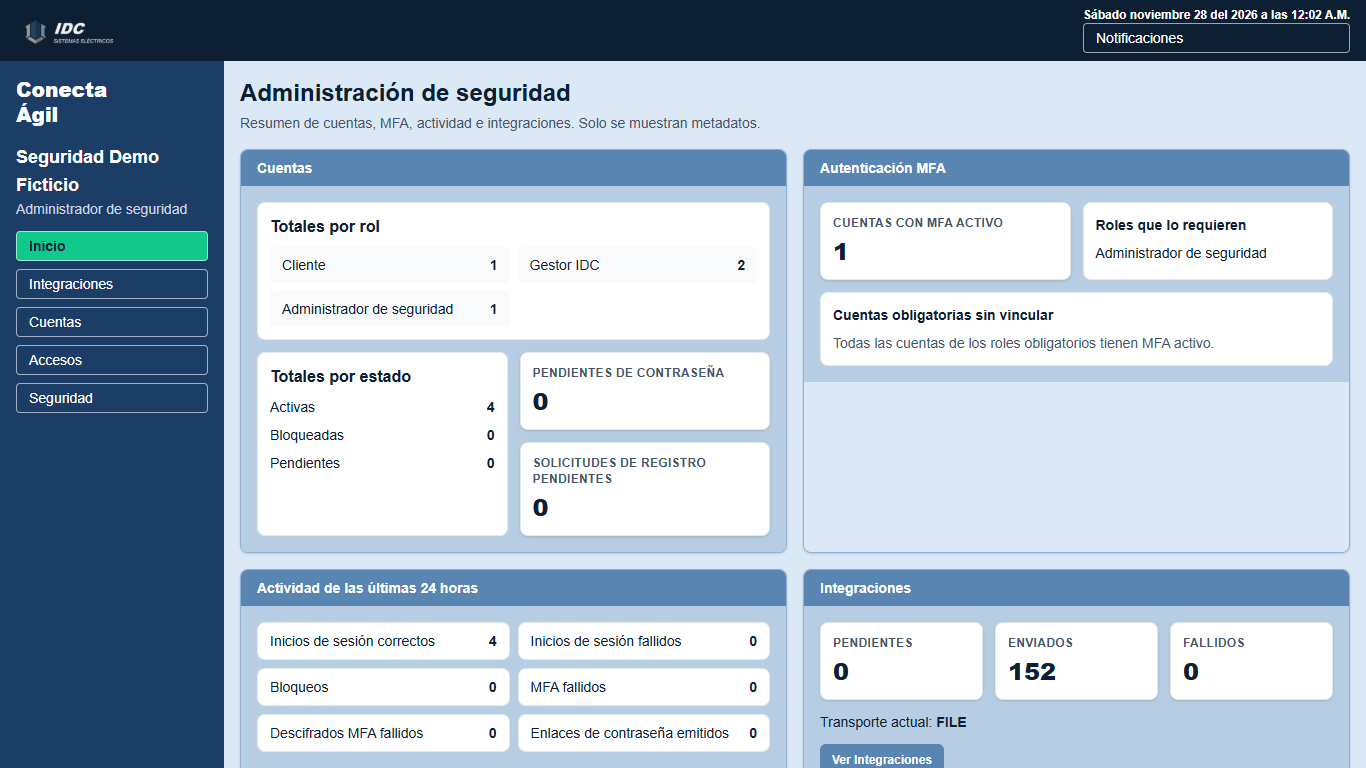 IDC
SISTEMAS ELÉCTRICOS
Sábado noviembre 28 del 2026 a las 12:02 A.M.
Notificaciones
Conecta
Ágil
Seguridad Demo
Ficticio
Administrador de seguridad
Inicio
Integraciones
Cuentas
Accesos
Seguridad
Administración de seguridad
Resumen de cuentas, MFA, actividad e integraciones. Solo se muestran metadatos.
Cuentas
Totales por rol
Cliente 1
Gestor IDC 2
Administrador de seguridad 1
Totales por estado
Activas 4
Bloqueadas 0
Pendientes 0
PENDIENTES DE CONTRASEÑA
0
SOLICITUDES DE REGISTRO
PENDIENTES
0
Autenticación MFA
CUENTAS CON MFA ACTIVO
1
Roles que lo requieren
Administrador de seguridad
Cuentas obligatorias sin vincular
Todas las cuentas de los roles obligatorios tienen MFA activo.
Actividad de las últimas 24 horas
Inicios de sesión correctos 4
Inicios de sesión fallidos 0
Bloqueos 0
MFA fallidos 0
Descifrados MFA fallidos 0
Enlaces de contraseña emitidos 0
Integraciones
PENDIENTES
0
ENVIADOS
152
FALLIDOS
0
Transporte actual: FILE
Ver Integraciones